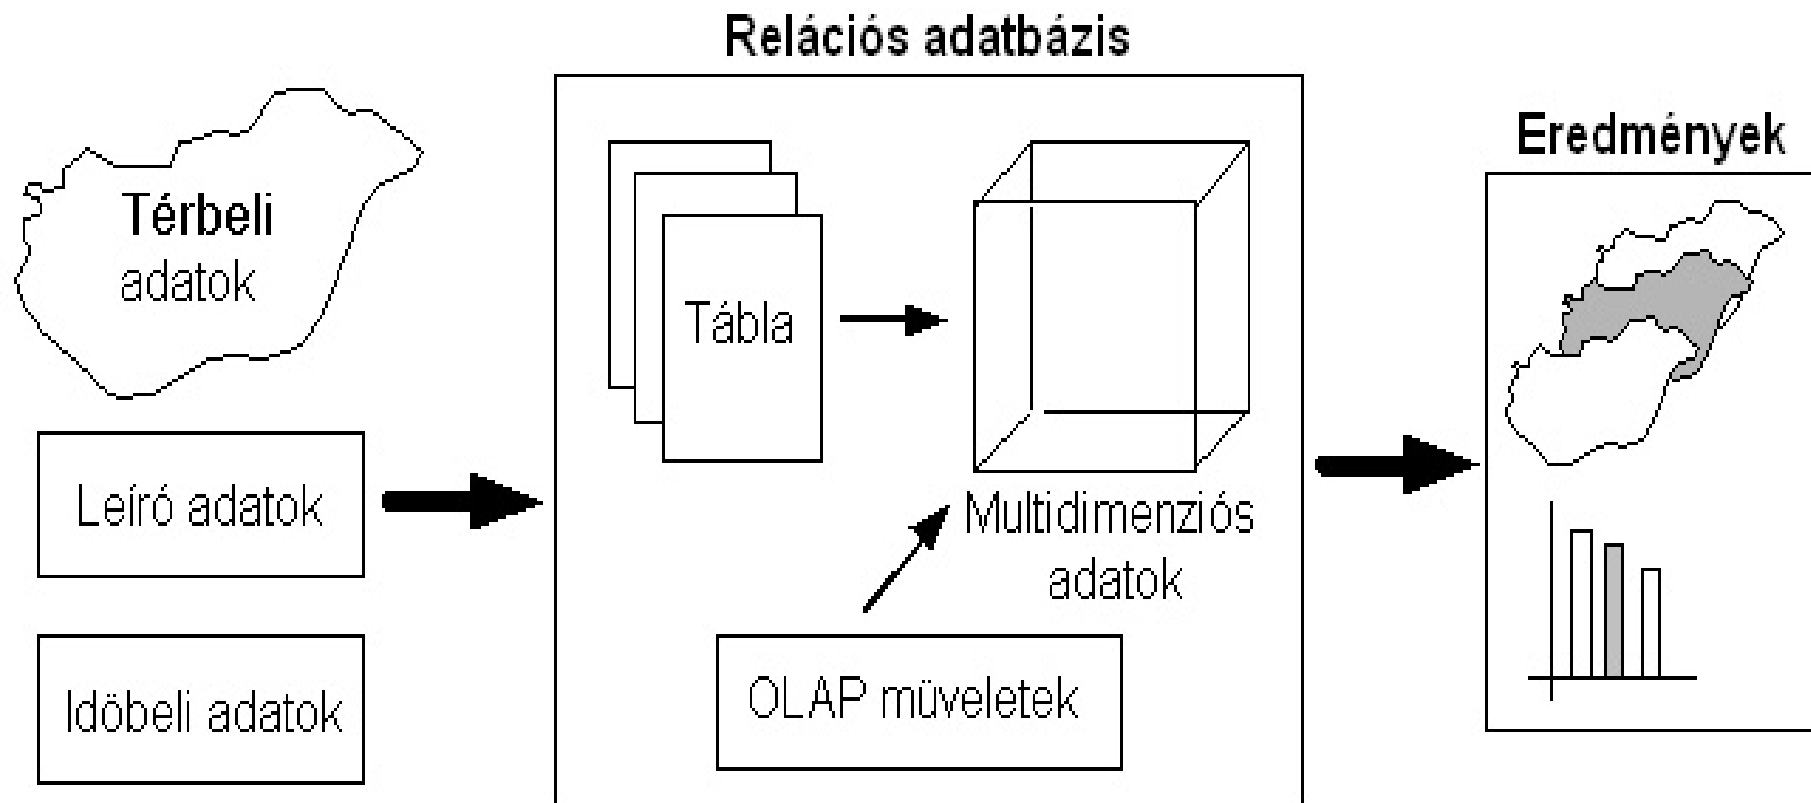 Relációs adatbázis
Térbeli
adatok
Leíró adatok
Idöbeli adatok
Tábla
Multidimenziós
adatok
OLAP müveletek
Eredmények